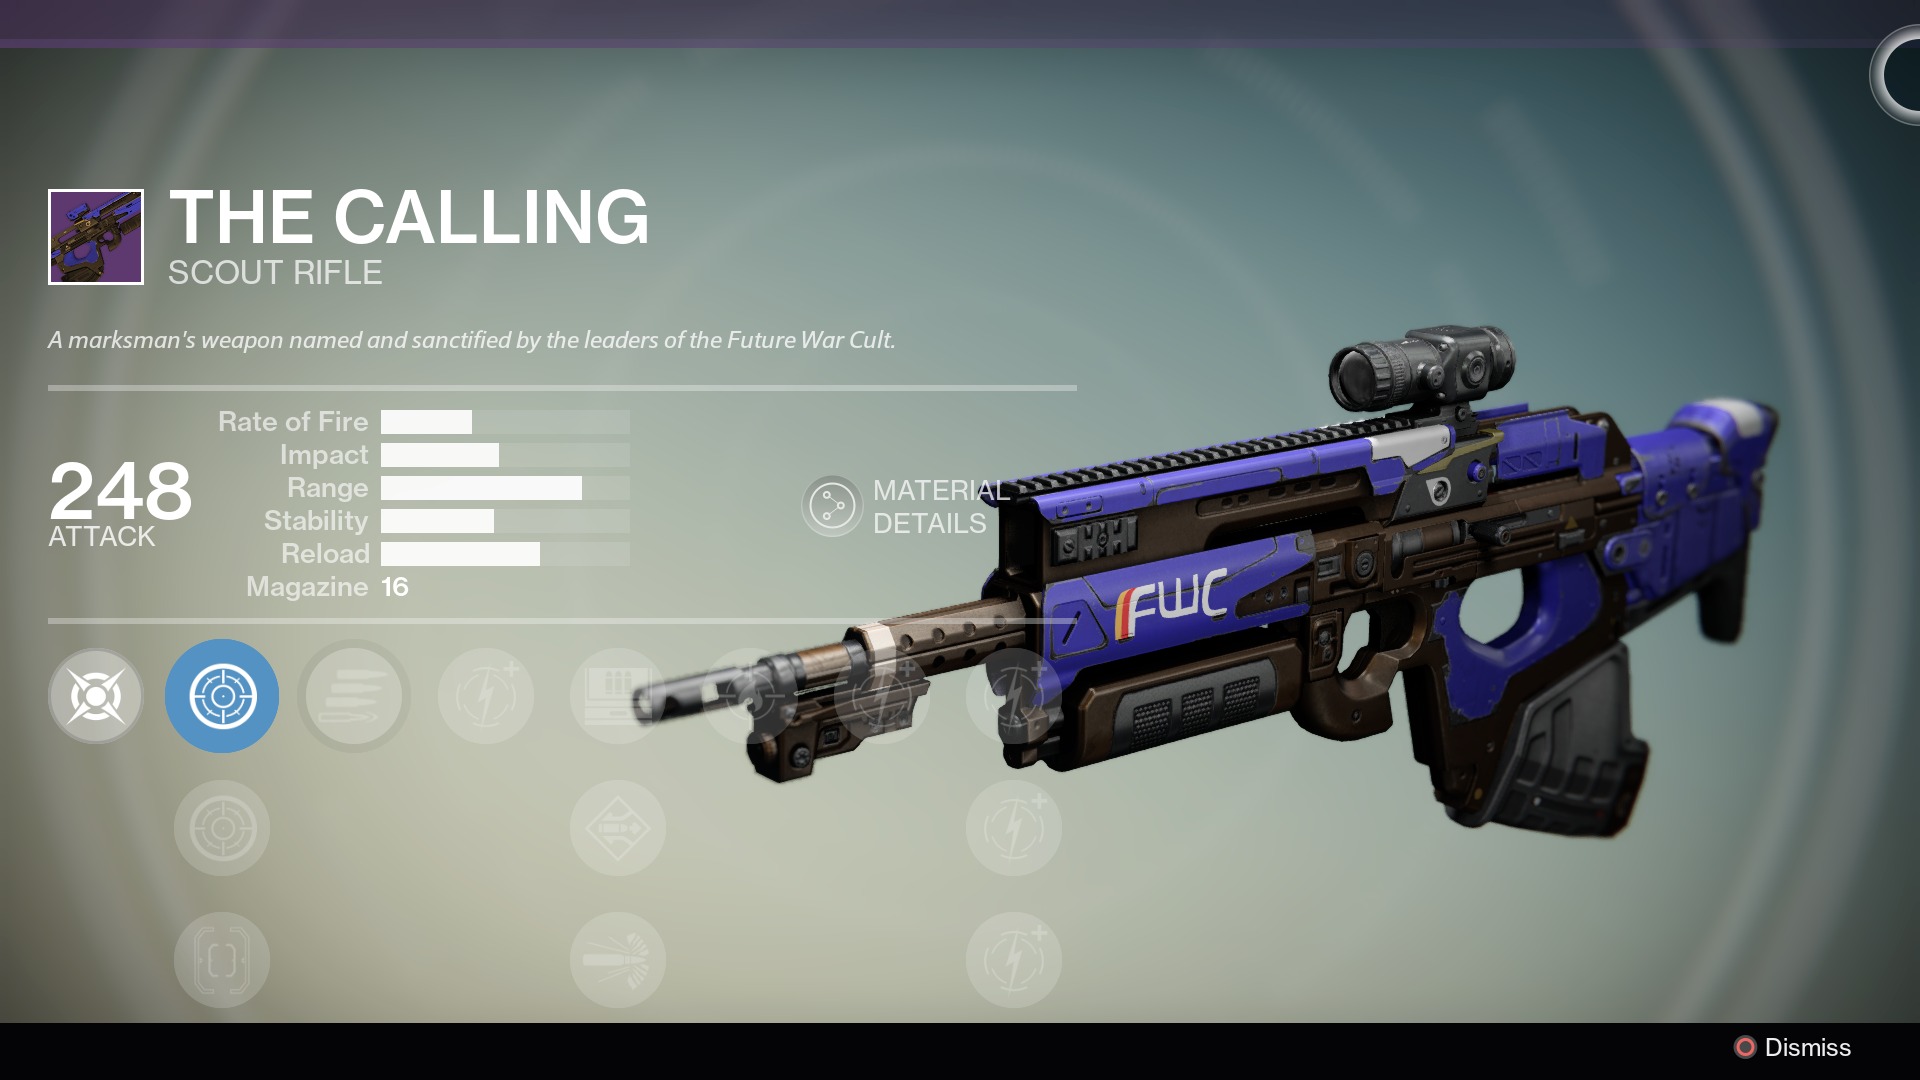 THE CALLING
SCOUT RIFLE
A marksman's weapon named and sanctified by the leaders of the Future War Cult.
248
ATTACK
Rate of Fire
Impact
Range
Stability
Reload
Magazine 16
MATERIAL
DETAILS
FWC
Dismiss